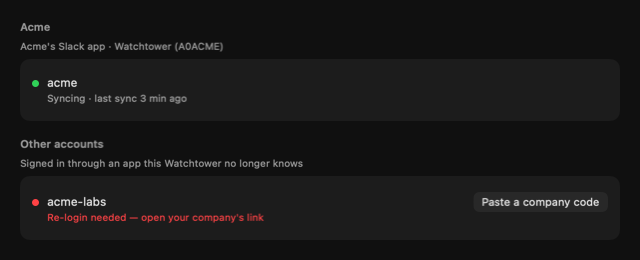 Acme
Acme's Slack app · Watchtower (A0ACME)
acme
Syncing · last sync 3 min ago
Other accounts
Signed in through an app this Watchtower no longer knows
acme-labs
Paste a company code
Re-login needed — open your company's link